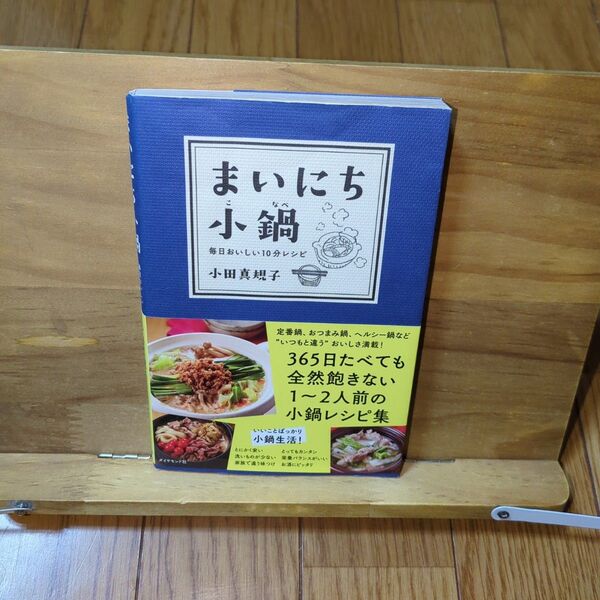 まいにち
こ なべ
小鍋
毎日おいしい10分レシピ
小田真規子
定番鍋、おつまみ鍋、ヘルシー鍋など
“いつもと違う”おいしさ満載！
365日たべても
全然飽きない
1〜2人前の
小鍋レシピ集
いいことばっかり
小鍋生活！
とにかく安い
洗いものが少ない
家族で違う味つけ
とってもカンタン
栄養バランスがいい
お酒にピッタリ
ダイヤモンド社